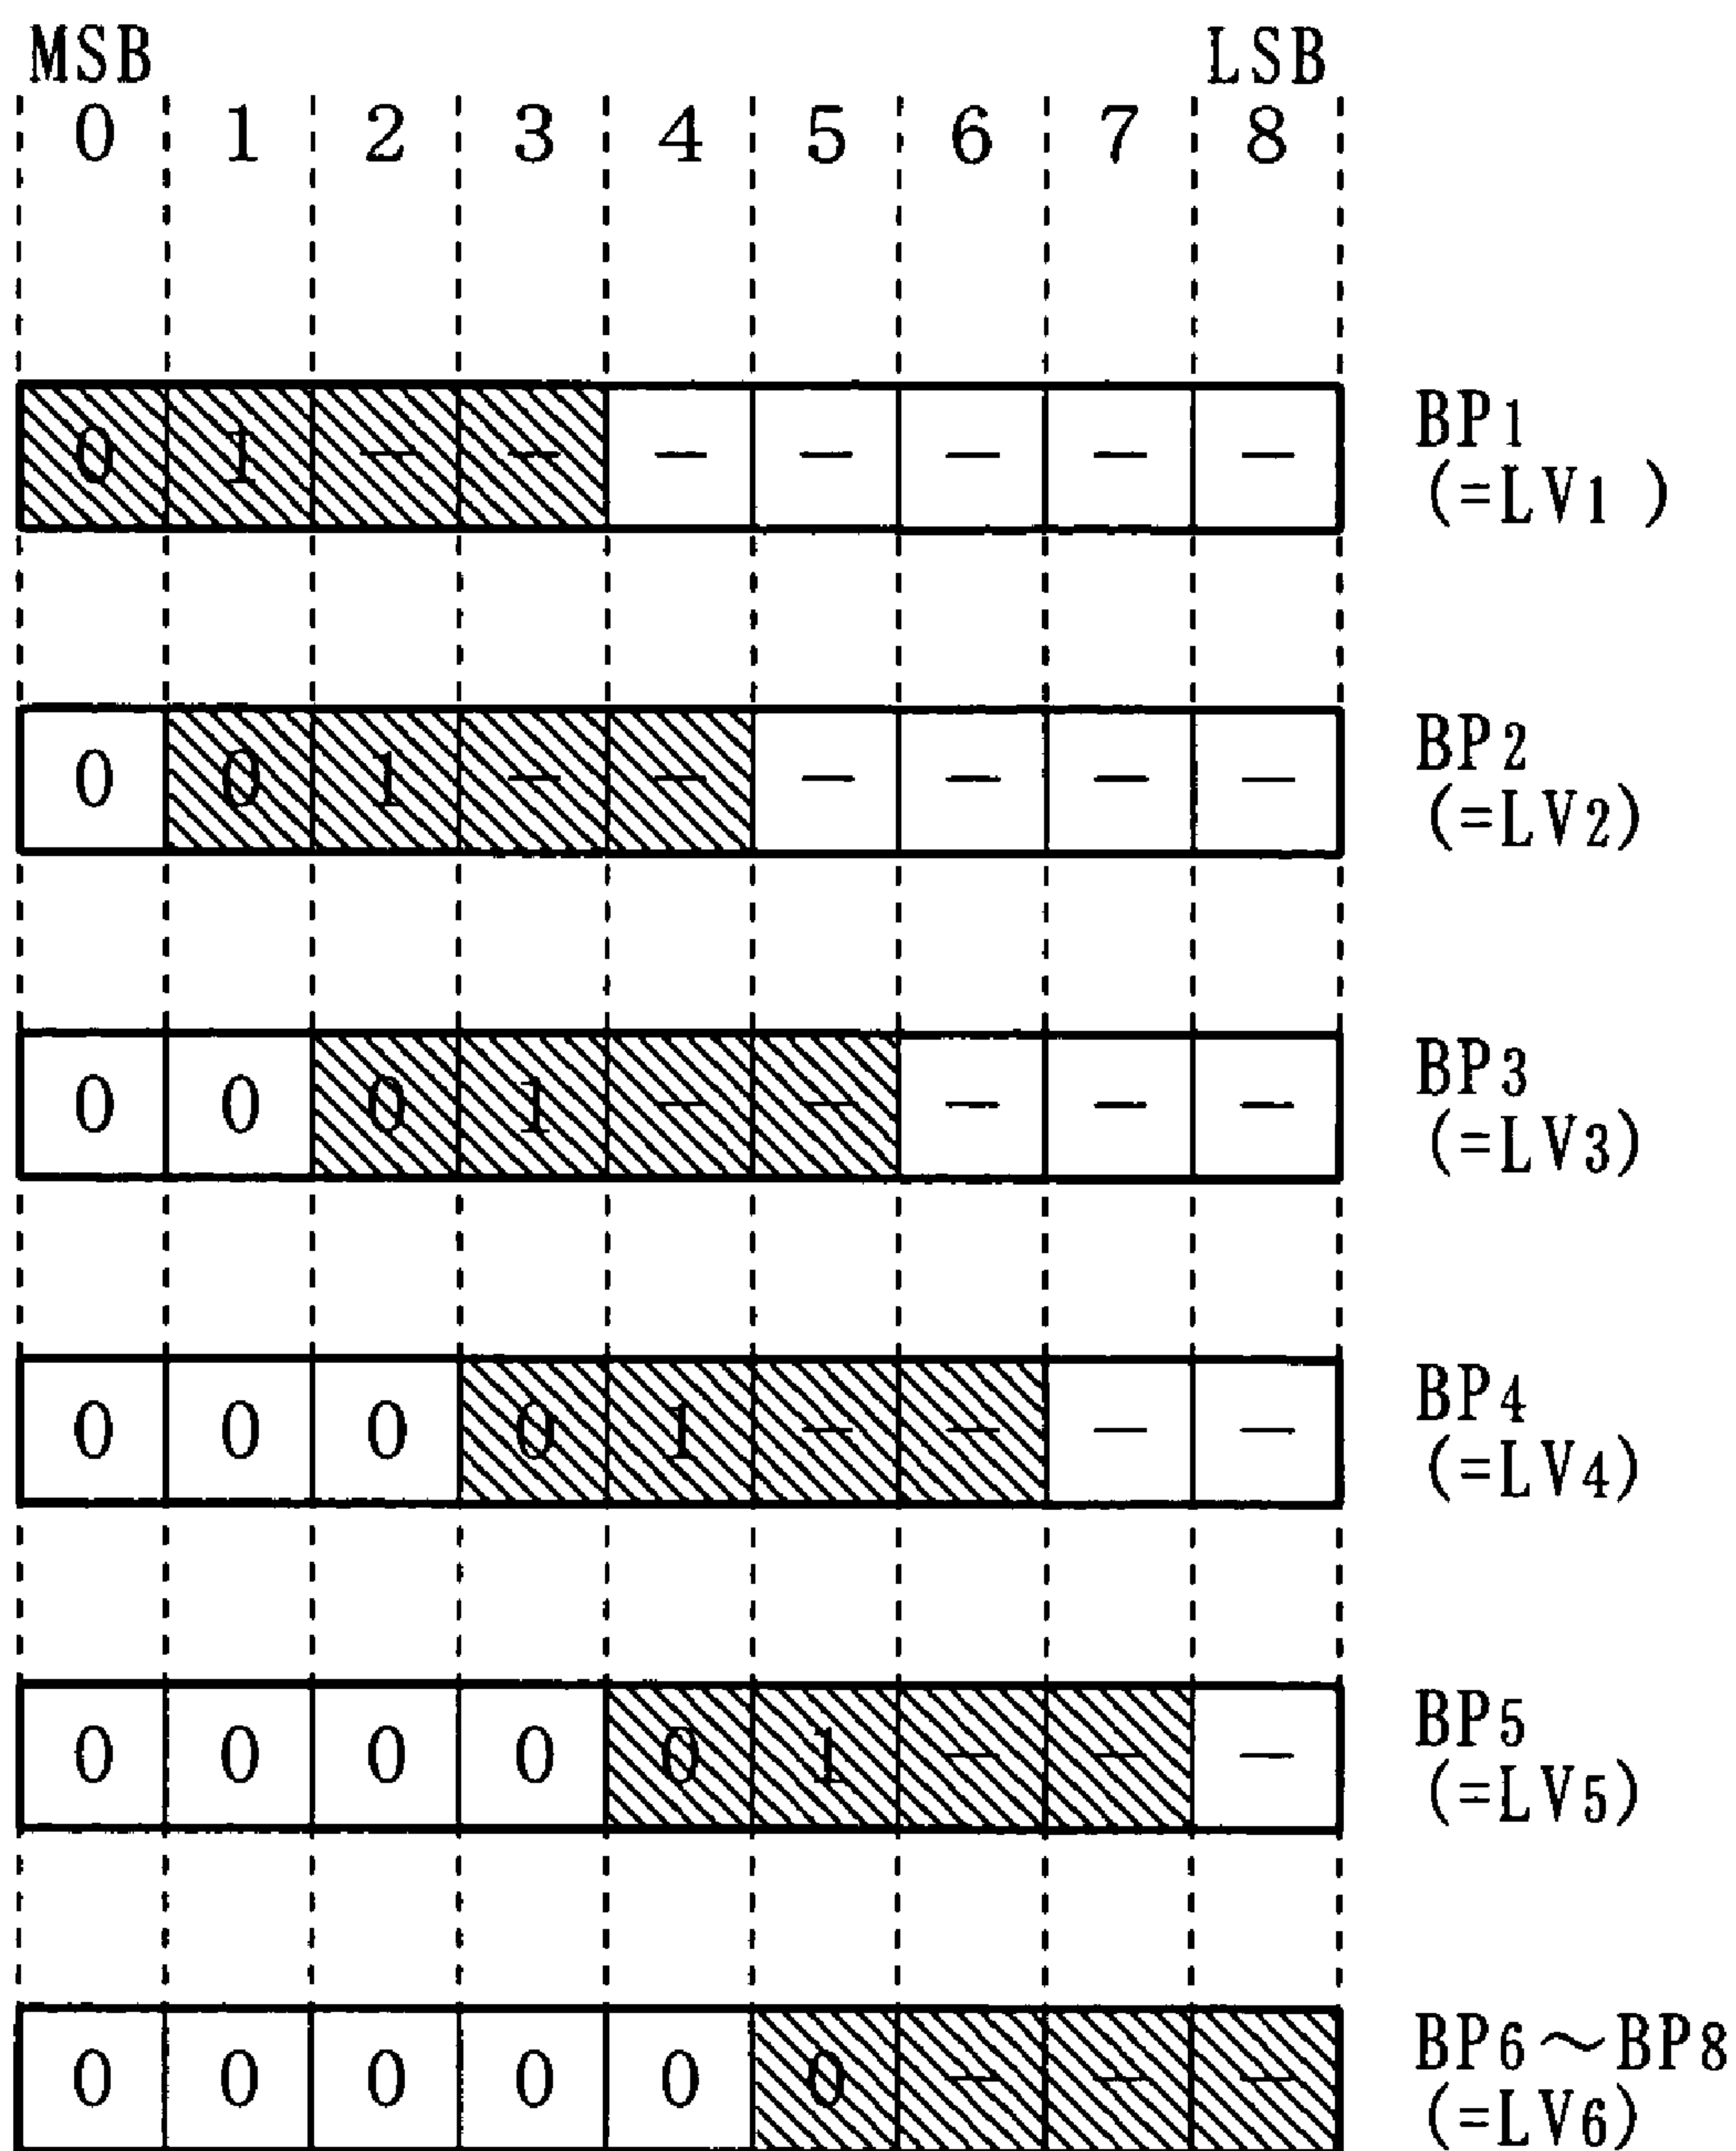 MSB LSB
0 1 2 3 4 5 6 7 8
0 1 — — — — — — — BP1
(=LV1 )
0 0 1 — — — — — — BP2
(=LV2)
0 0 0 1 — — — — — BP3
(=LV3)
0 0 0 0 1 — — — — BP4
(=LV4)
0 0 0 0 0 1 — — — BP5
(=LV5)
0 0 0 0 0 0 — — — BP6～BP8
(=LV6)